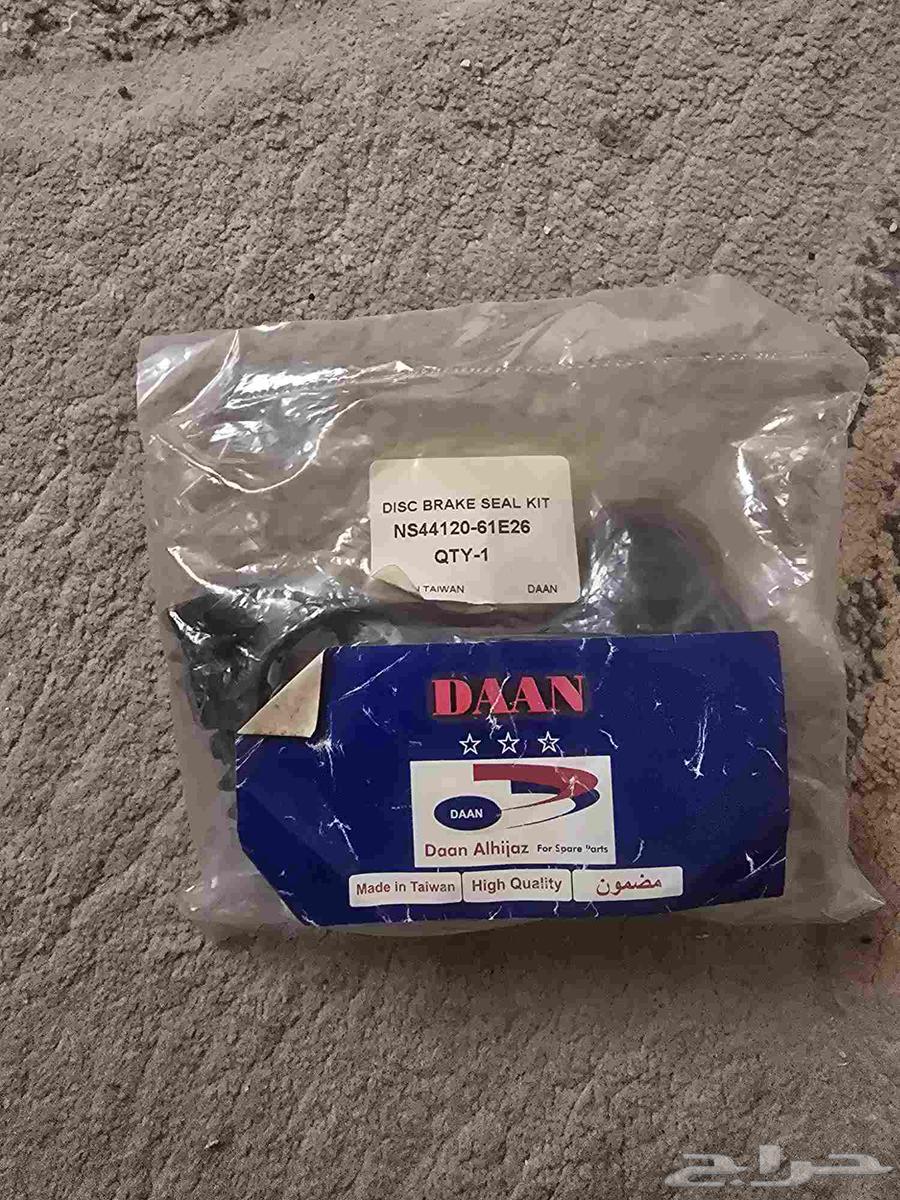 DISC BRAKE SEAL KIT
NS44120-61E26
QTY-1
TAIWAN DAAN
DAAN
DAAN
Daan Alhijaz For Spare Parts
Made in Taiwan High Quality مضمون
حراج